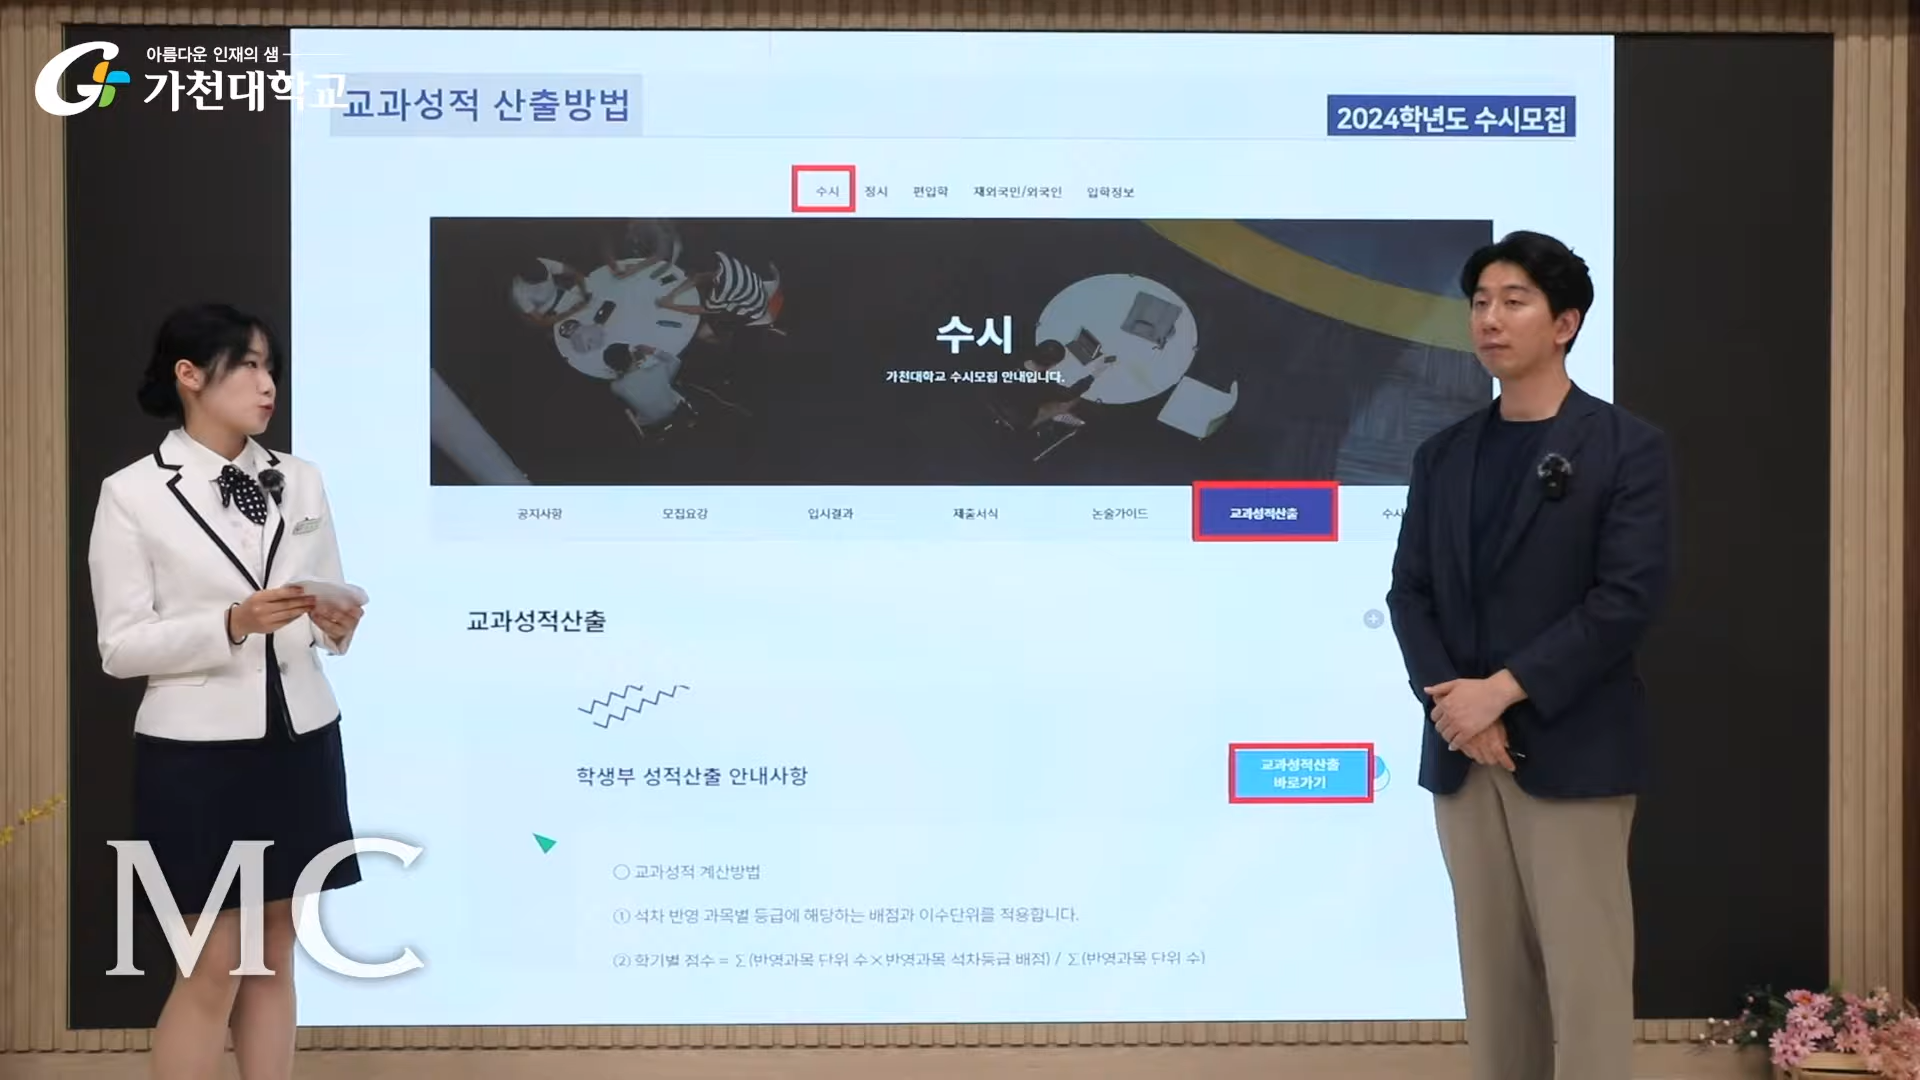 아름다운 인재의 샘
가천대학교
교과성적 산출방법
2024학년도 수시모집
수시 정시 편입학 재외국민/외국인 입학정보
수시
가천대학교 수시모집 안내입니다.
공지사항 모집요강 입시결과 제출서식 논술가이드 교과성적산출 수시
교과성적산출
학생부 성적산출 안내사항
교과성적산출
바로가기
○ 교과성적 계산방법
① 석차 반영 과목별 등급에 해당하는 배점과 이수단위를 적용합니다.
② 학기별 점수 = ∑(반영과목 단위 수×반영과목 석차등급 배점) / ∑(반영과목 단위 수)
MC